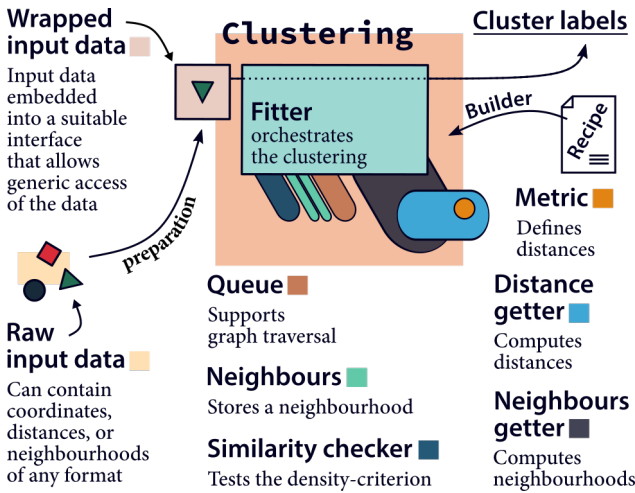 Wrapped
input data
Input data
embedded
into a suitable
interface
that allows
generic access
of the data
preparation
Raw
input data
Can contain
coordinates,
distances, or
neighbourhoods
of any format
Clustering
Fitter
orchestrates
the clustering
Queue
Supports
graph traversal
Neighbours
Stores a neighbourhood
Similarity checker
Tests the density-criterion
Cluster labels
Builder
Recipe
Metric
Defines
distances
Distance
getter
Computes
distances
Neighbours
getter
Computes
neighbourhoods